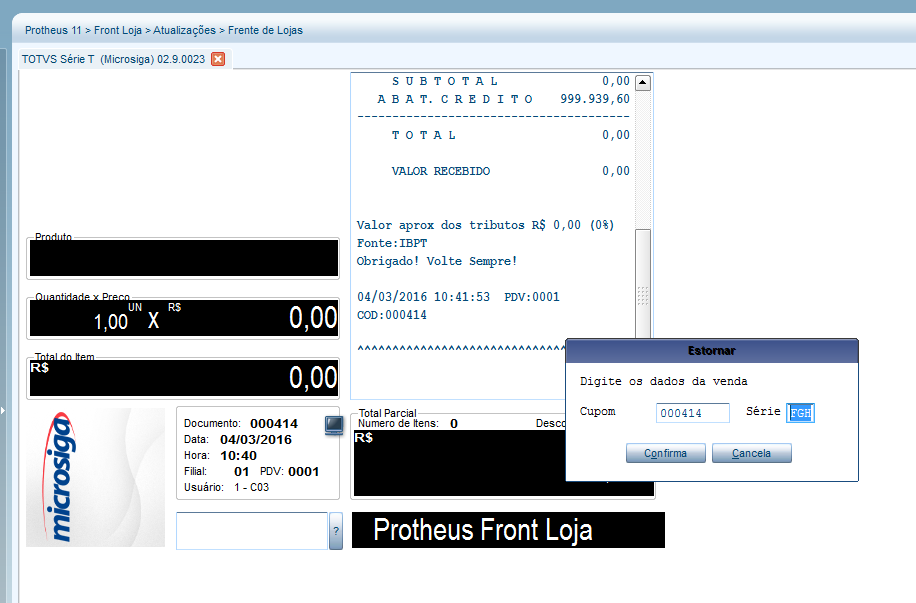 Protheus 11 > Front Loja > Atualizações > Frente de Lojas
TOTVS Série T (Microsiga) 02.9.0023
S U B T O T A L 0,00
A B A T. C R E D I T O 999.939,60
---------------------------------------
T O T A L 0,00
VALOR RECEBIDO 0,00
Valor aprox dos tributos R$ 0,00 (0%)
Fonte:IBPT
Obrigado! Volte Sempre!
04/03/2016 10:41:53 PDV:0001
COD:000414
^^^^^^^^^^^^^^^^^^^^^^^^^^^^^^
Produto
Quantidade x Preço
1,00 UN X R$ 0,00
Total do Item
R$ 0,00
microsiga
Documento: 000414
Data: 04/03/2016
Hora: 10:40
Filial: 01 PDV: 0001
Usuário: 1 - C03
?
Total Parcial
Numero de Itens: 0 Desco
R$
Protheus Front Loja
Estornar
Digite os dados da venda
Cupom 000414 Série FGH
Confirma Cancela